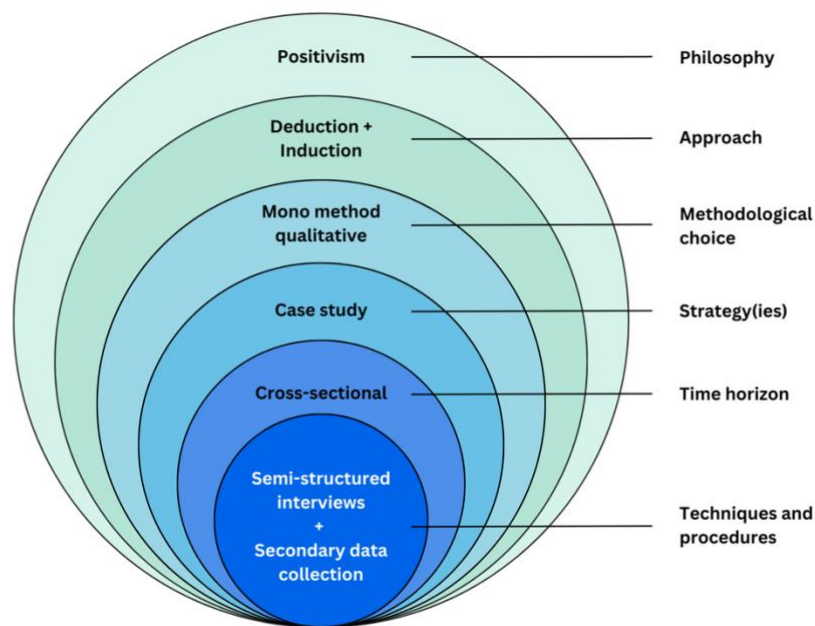 Positivism
Philosophy
Deduction +
Induction
Approach
Mono method
qualitative
Methodological
choice
Case study
Strategy(ies)
Cross-sectional
Time horizon
Semi-structured
interviews
+
Secondary data
collection
Techniques and
procedures